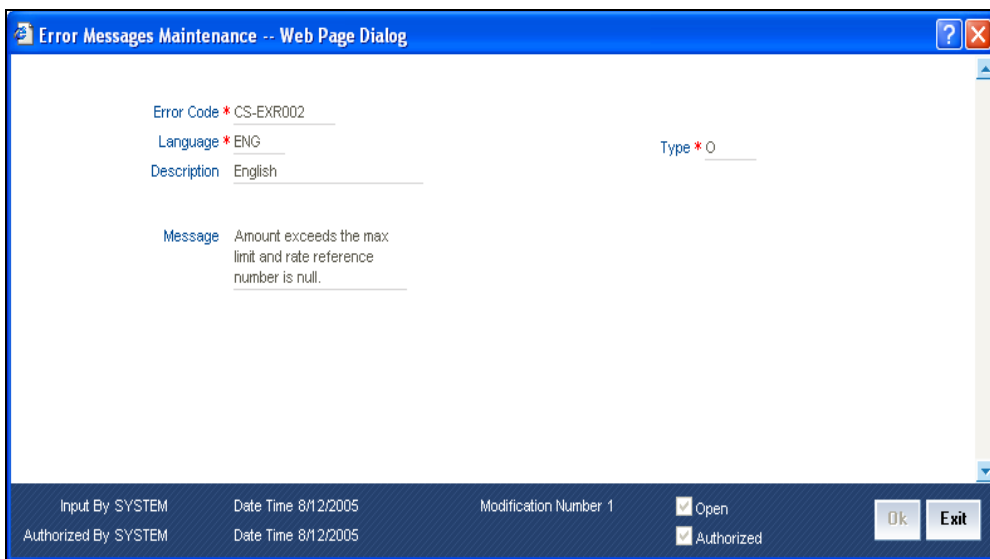 Error Messages Maintenance -- Web Page Dialog
Error Code * CS-EXR002
Language * ENG
Type * O
Description English
Message Amount exceeds the max
limit and rate reference
number is null.
Input By SYSTEM Date Time 8/12/2005 Modification Number 1 Open
Authorized By SYSTEM Date Time 8/12/2005 Authorized
Ok Exit